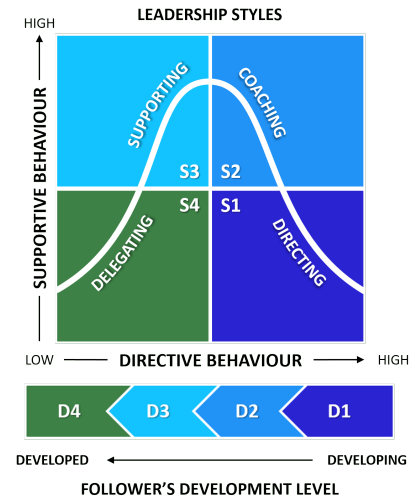 LEADERSHIP STYLES
HIGH
SUPPORTIVE BEHAVIOUR
SUPPORTING
COACHING
S3
S2
S4
S1
DELEGATING
DIRECTING
LOW
DIRECTIVE BEHAVIOUR
HIGH
D4
D3
D2
D1
DEVELOPED
DEVELOPING
FOLLOWER'S DEVELOPMENT LEVEL